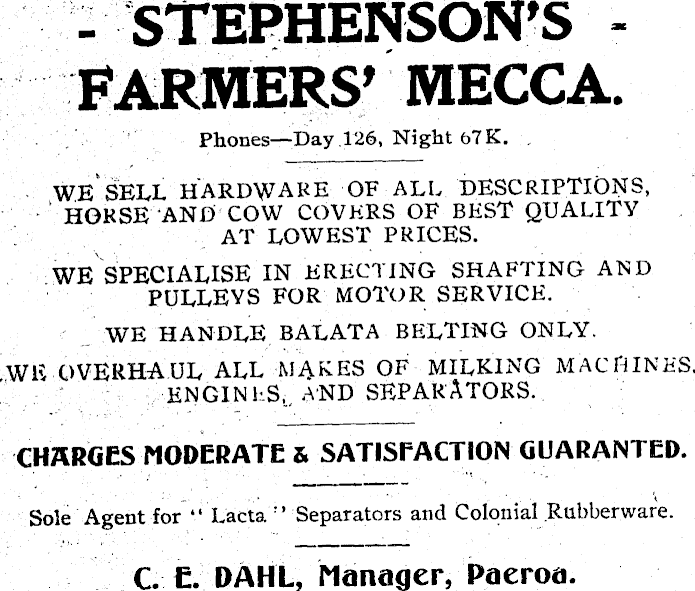 - STEPHENSON'S -
FARMERS' MECCA.
Phones—Day 126, Night 67K.
WE SELL HARDWARE OF ALL DESCRIPTIONS,
HORSE AND COW COVERS OF BEST QUALITY
AT LOWEST PRICES.
WE SPECIALISE IN ERECTING SHAFTING AND
PULLEYS FOR MOTOR SERVICE.
WE HANDLE BALATA BELTING ONLY.
WE OVERHAUL ALL MAKES OF MILKING MACHINES,
ENGINES, AND SEPARATORS.
CHARGES MODERATE & SATISFACTION GUARANTEED.
Sole Agent for "Lacta" Separators and Colonial Rubberware.
C. E. DAHL, Manager, Paeroa.